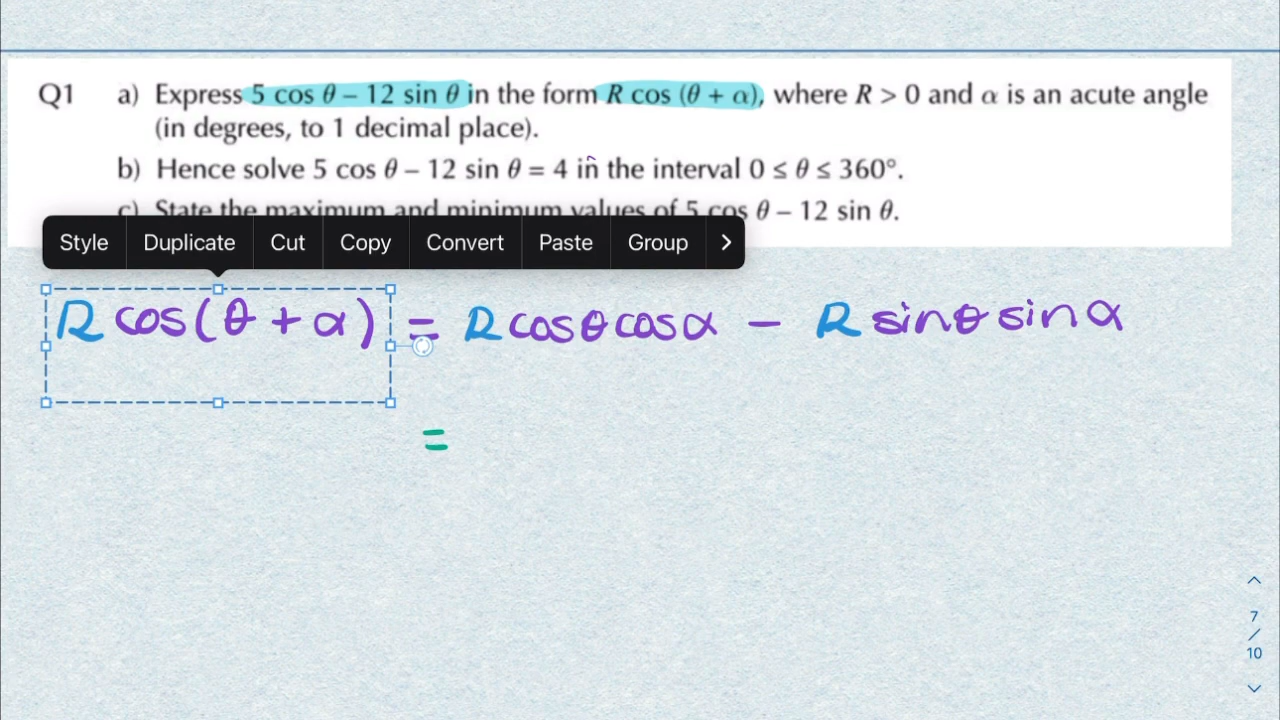 Q1 a) Express 5 cos θ – 12 sin θ in the form R cos (θ + α), where R > 0 and α is an acute angle
(in degrees, to 1 decimal place).
b) Hence solve 5 cos θ – 12 sin θ = 4 in the interval 0 ≤ θ ≤ 360°.
c) State the maximum and minimum values of 5 cos θ – 12 sin θ.
Style Duplicate Cut Copy Convert Paste Group >
R cos(θ + α) = R cosθ cosα – R sinθ sinα
=
7
/
10